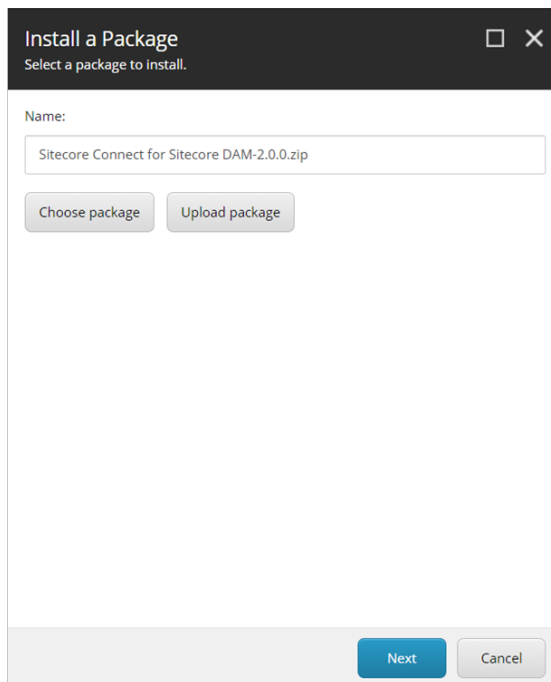 Install a Package
Select a package to install.
Name:
Sitecore Connect for Sitecore DAM-2.0.0.zip
Choose package
Upload package
Next
Cancel